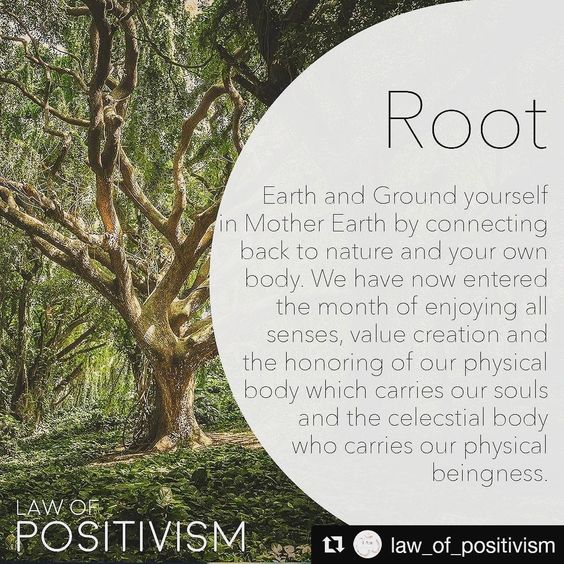 Root
Earth and Ground yourself
in Mother Earth by connecting
back to nature and your own
body. We have now entered
the month of enjoying all
senses, value creation and
the honoring of our physical
body which carries our souls
and the celecstial body
who carries our physical
beingness.
LAW OF
POSITIVISM
law_of_positivism